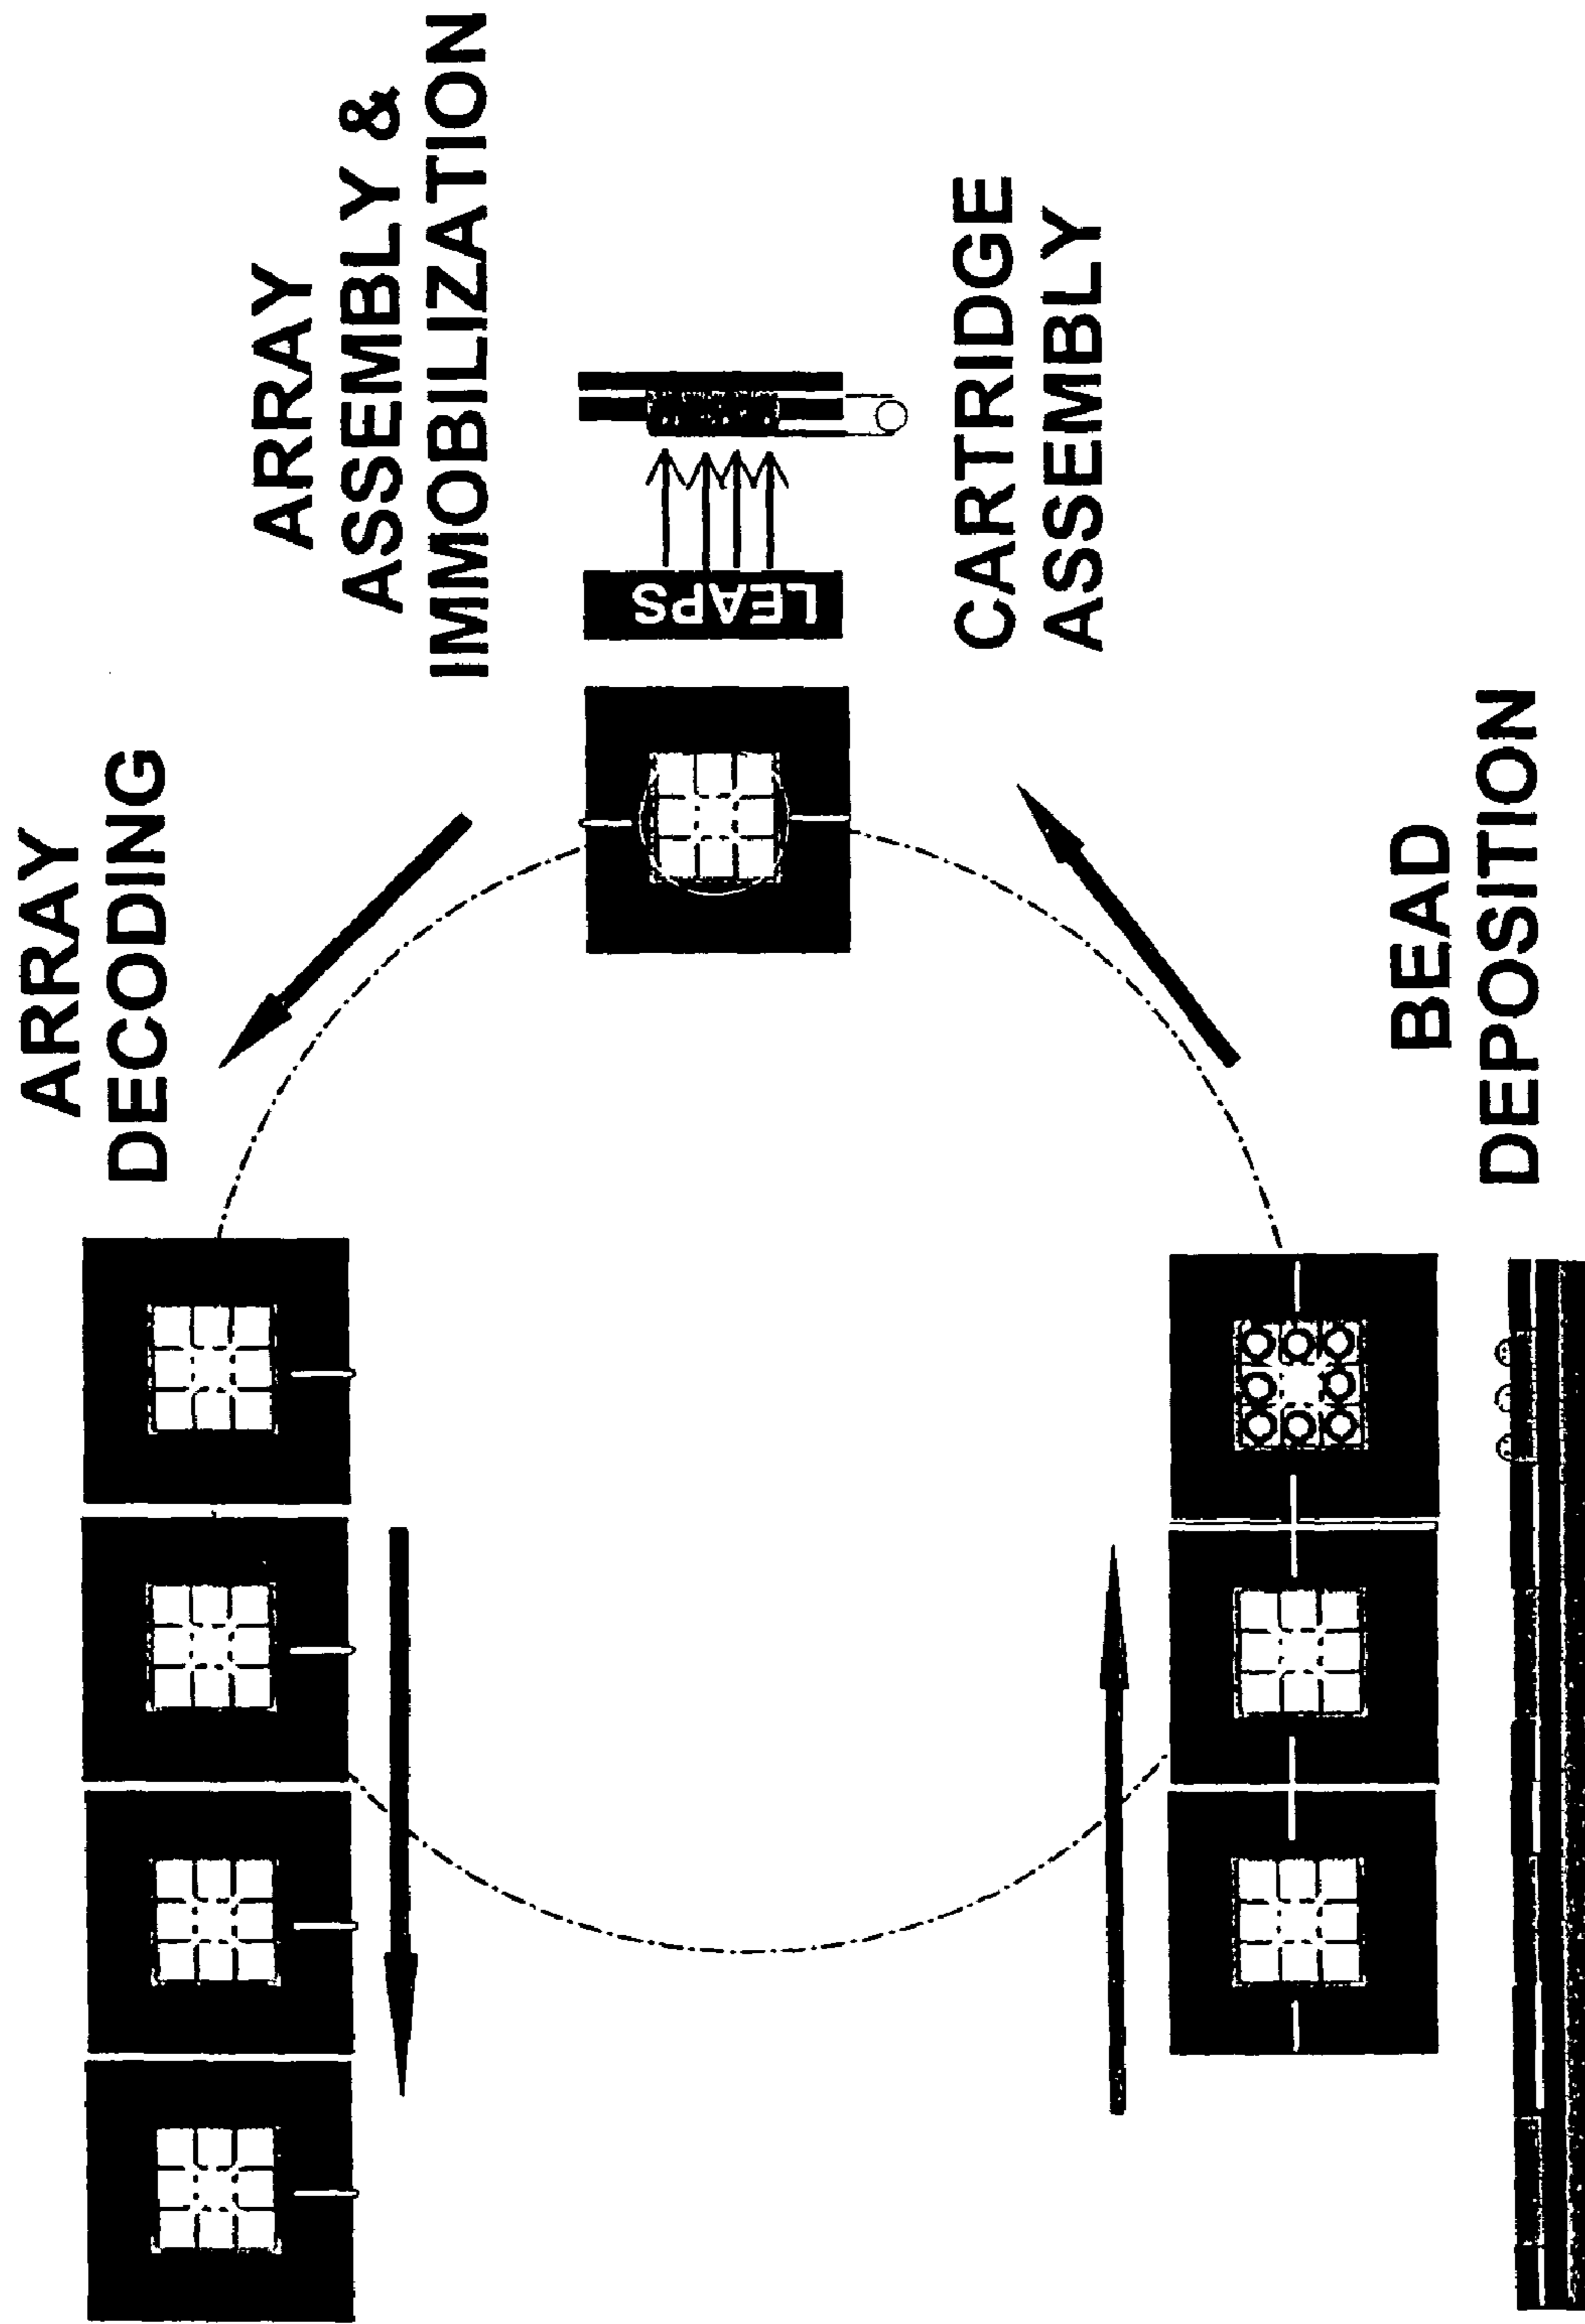 ARRAY
DECODING
ARRAY
ASSEMBLY &
IMMOBILIZATION
LEAPS
CARTRIDGE
ASSEMBLY
BEAD
DEPOSITION